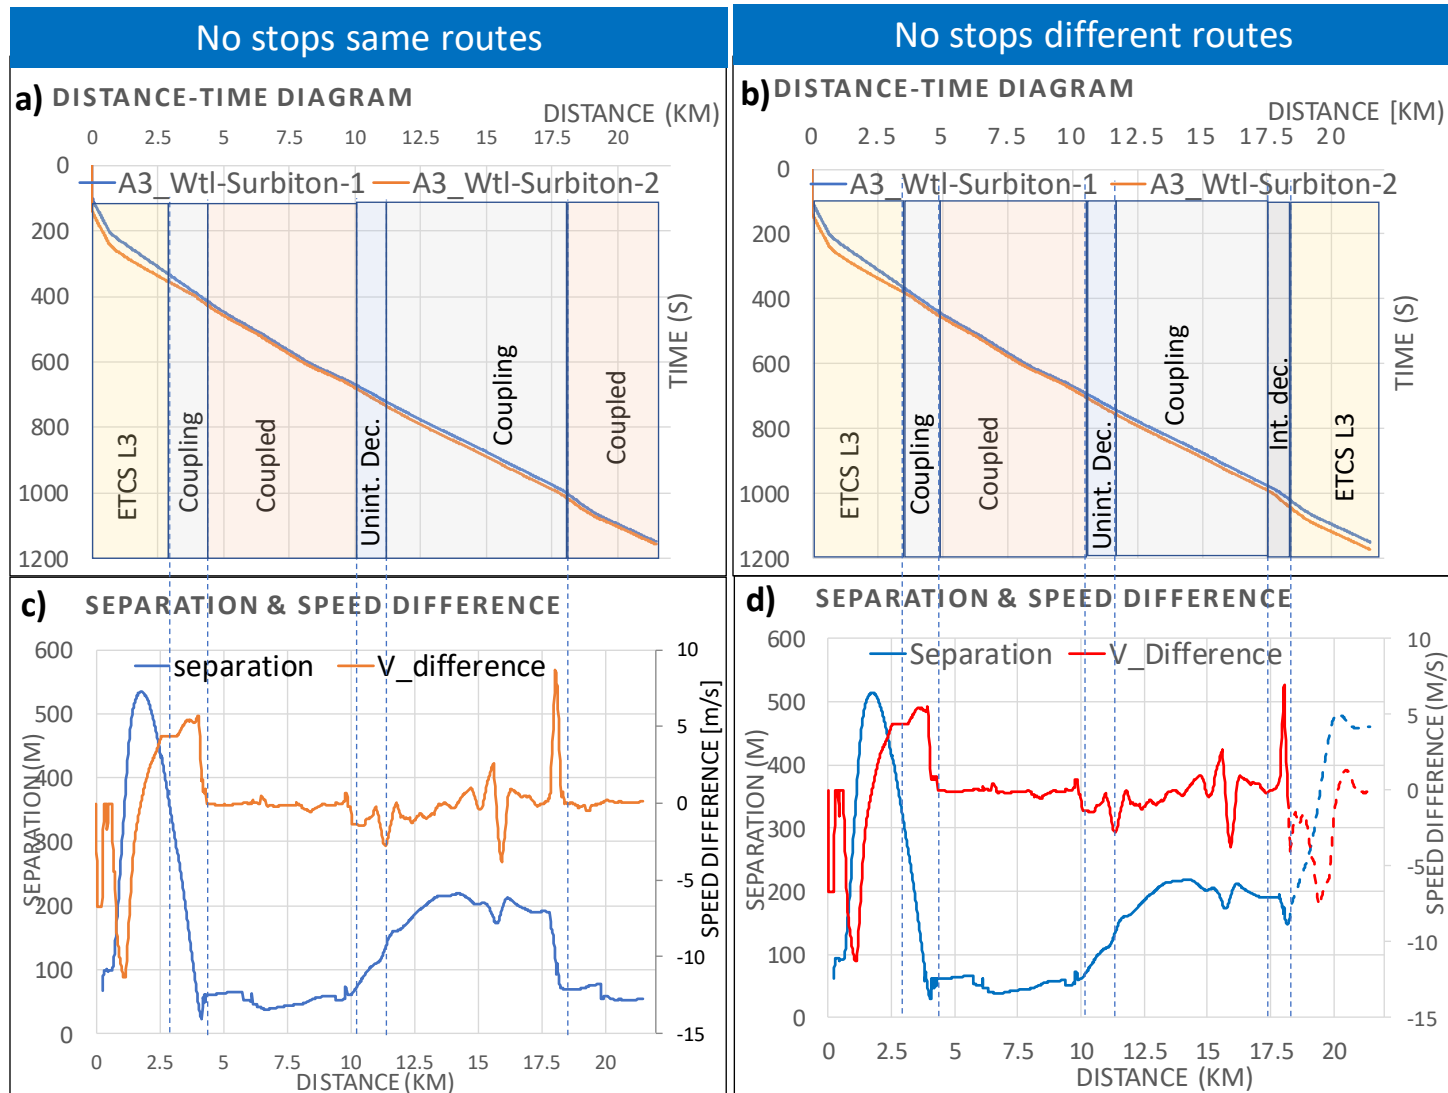 No stops same routes
No stops different routes
a) DISTANCE-TIME DIAGRAM
DISTANCE (KM)
0 2.5 5 7.5 10 12.5 15 17.5 20
0
200
400
600
800
1000
1200
A3_Wtl-Surbiton-1 A3_Wtl-Surbiton-2
ETCS L3
Coupling
Coupled
Unint. Dec.
Coupling
Coupled
TIME (S)
b) DISTANCE-TIME DIAGRAM
DISTANCE [KM)
0 2.5 5 7.5 10 12.5 15 17.5 20
0
200
400
600
800
1000
1200
A3_Wtl-Surbiton-1 A3_Wtl-Surbiton-2
ETCS L3
Coupling
Coupled
Unint. Dec.
Coupling
Int. dec.
ETCS L3
TIME (S)
c) SEPARATION & SPEED DIFFERENCE
separation V_difference
600
500
400
300
200
100
0
SEPARATION (M)
10
5
0
-5
-10
-15
SPEED DIFFERENCE [m/s)
0 2.5 5 7.5 10 12.5 15 17.5 20
DISTANCE (KM)
d) SEPARATION & SPEED DIFFERENCE
Separation V_Difference
600
500
400
300
200
100
0
SEPARATION (M)
10
5
0
-5
-10
-15
SPEED DIFFERENCE (M/S)
0 2.5 5 7.5 10 12.5 15 17.5 20
DISTANCE (KM)